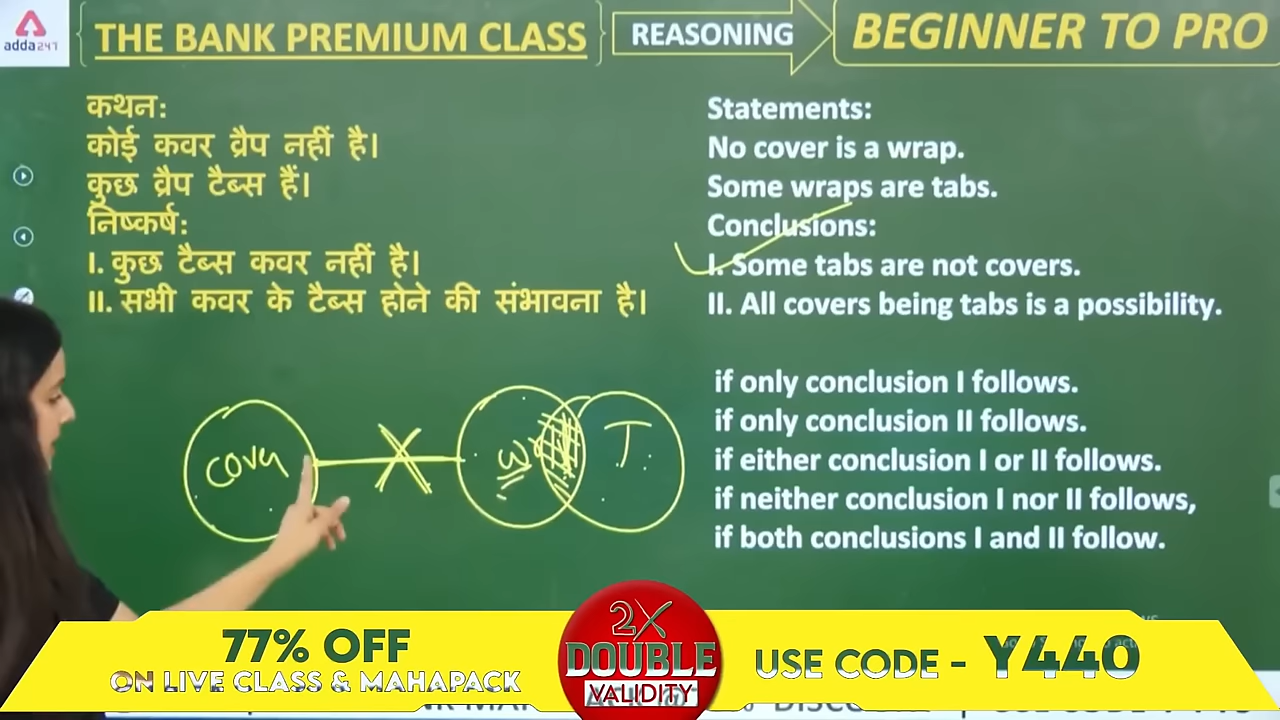 adda247
THE BANK PREMIUM CLASS
REASONING
BEGINNER TO PRO
कथन:
कोई कवर व्रैप नहीं है।
कुछ व्रैप टैब्स हैं।
निष्कर्ष:
I. कुछ टैब्स कवर नहीं है।
II. सभी कवर के टैब्स होने की संभावना है।
Statements:
No cover is a wrap.
Some wraps are tabs.
Conclusions:
I. Some tabs are not covers.
II. All covers being tabs is a possibility.
if only conclusion I follows.
if only conclusion II follows.
if either conclusion I or II follows.
if neither conclusion I nor II follows,
if both conclusions I and II follow.
T
77% OFF
ON LIVE CLASS & MAHAPACK
2X
DOUBLE
VALIDITY
USE CODE - Y440